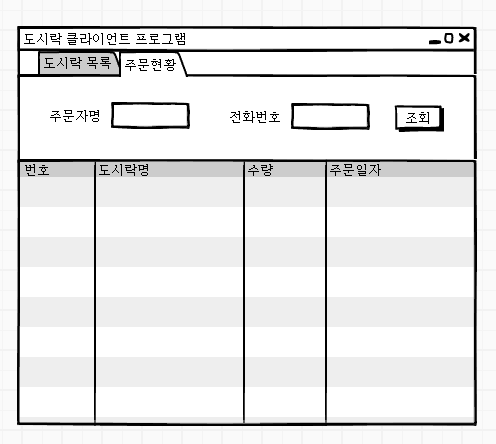 도시락 클라이언트 프로그램
도시락 목록 주문현황
주문자명 전화번호 조회
번호 도시락명 수량 주문일자